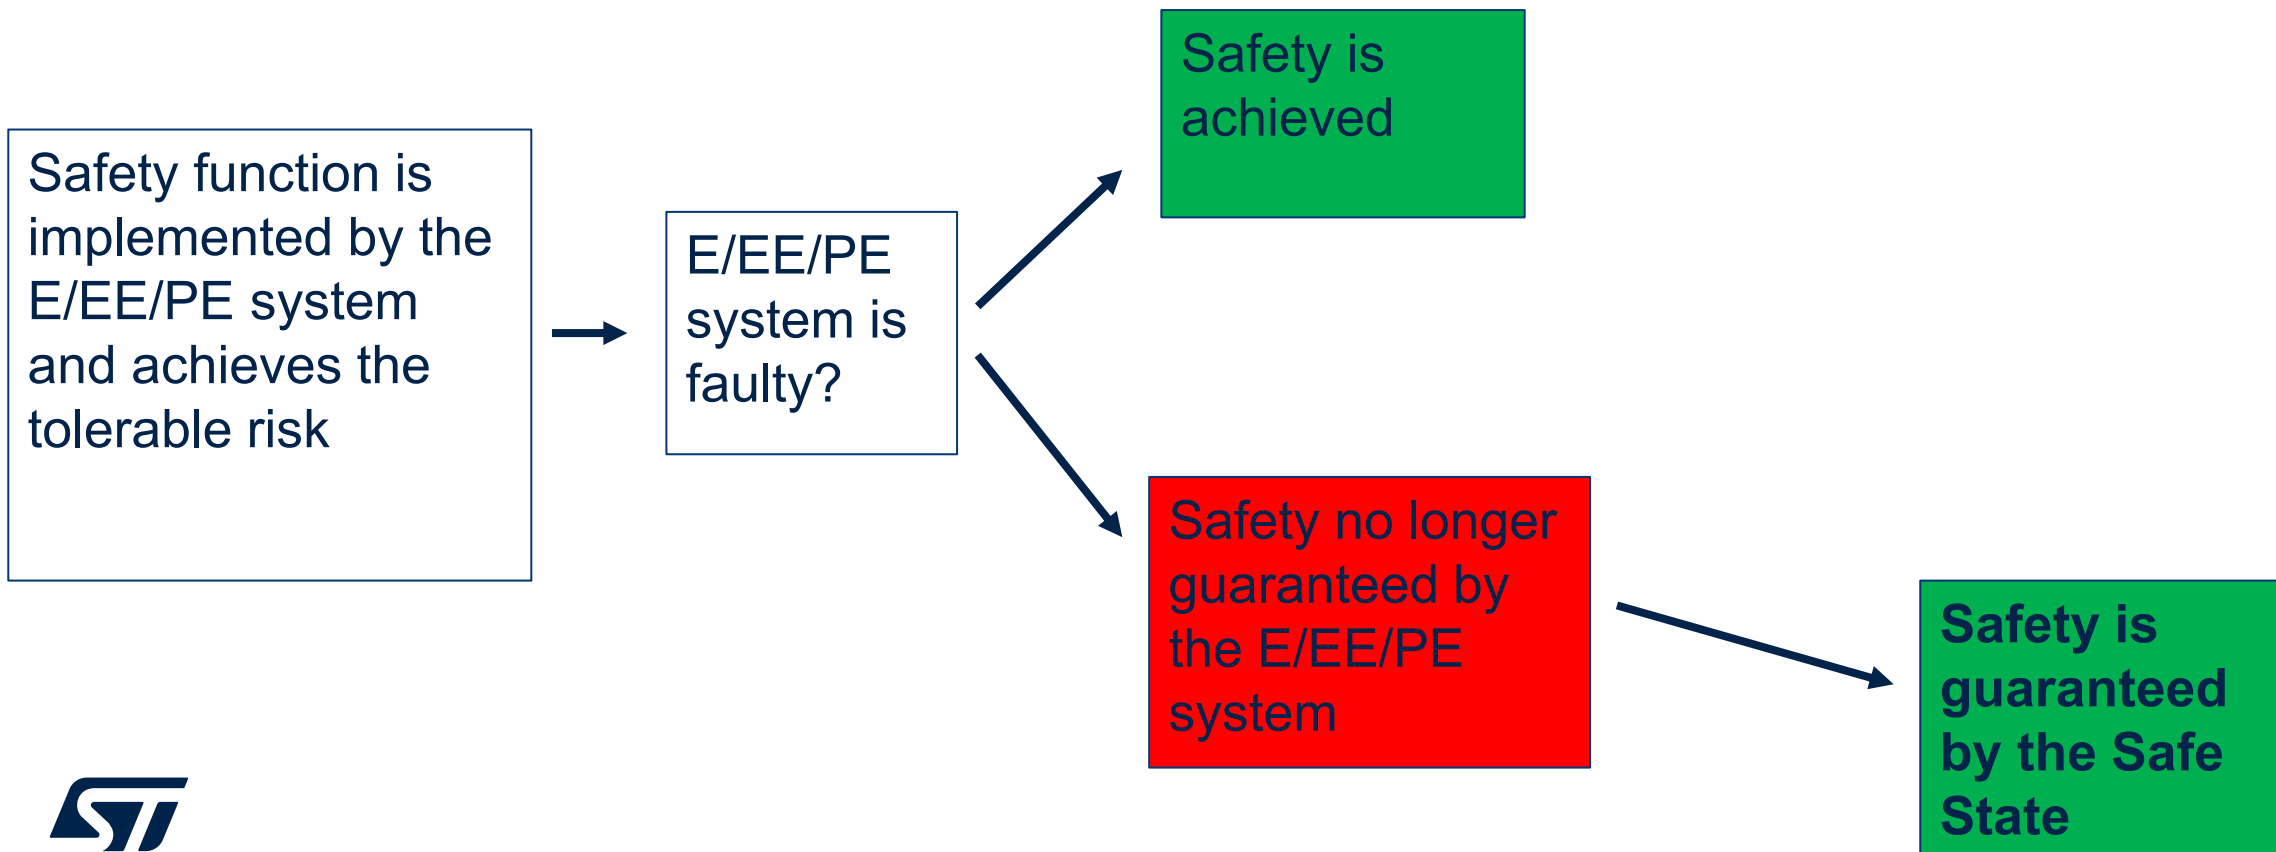 Safety function is
implemented by the
E/EE/PE system
and achieves the
tolerable risk
E/EE/PE
system is
faulty?
Safety is
achieved
Safety no longer
guaranteed by
the E/EE/PE
system
Safety is
guaranteed
by the Safe
State
ST